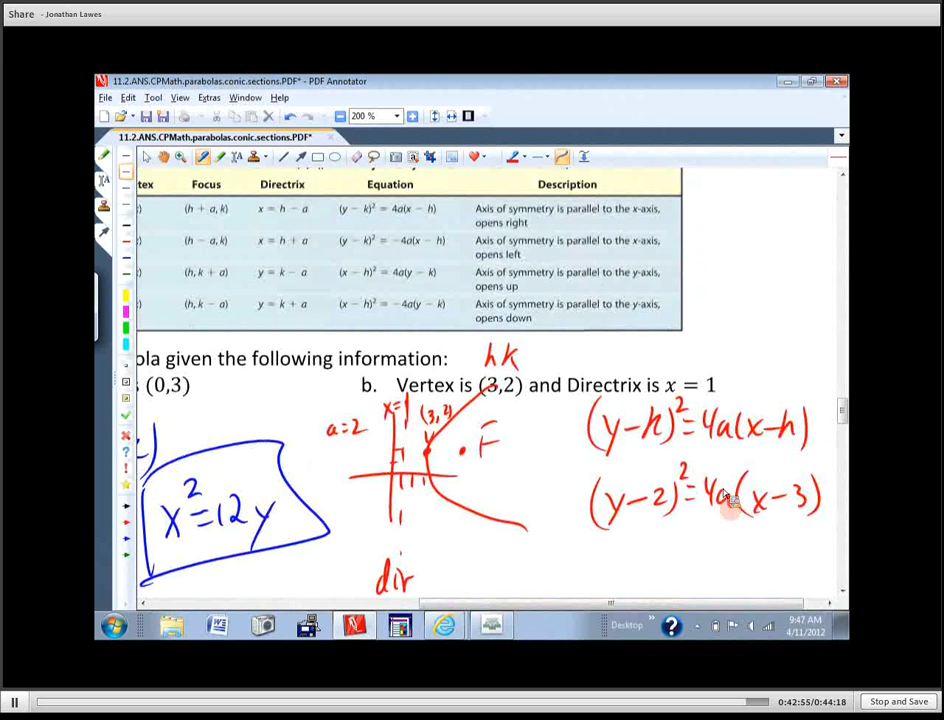 Share - Jonathan Lawes
11.2.ANS.CPMath.parabolas.conic.sections.PDF* - PDF Annotator
File Edit Tool View Extras Window Help
200 %
11.2.ANS.CPMath.parabolas.conic.sections.PDF*
tex Focus Directrix Equation Description
(h + a, k) x = h − a (y − k)² = 4a(x − h) Axis of symmetry is parallel to the x-axis,
opens right
(h − a, k) x = h + a (y − k)² = −4a(x − h) Axis of symmetry is parallel to the x-axis,
opens left
(h, k + a) y = k − a (x − h)² = 4a(y − k) Axis of symmetry is parallel to the y-axis,
opens up
(h, k − a) y = k + a (x − h)² = −4a(y − k) Axis of symmetry is parallel to the y-axis,
opens down
h k
ola given the following information:
(0,3) b. Vertex is (3,2) and Directrix is x = 1
x=1 (3,2)
a=2 V F
(y−k)²=4a(x−h)
x²=12y
(y−2)²=4a(x−3)
dir
Desktop
9:47 AM
4/11/2012
0:42:55/0:44:18 Stop and Save